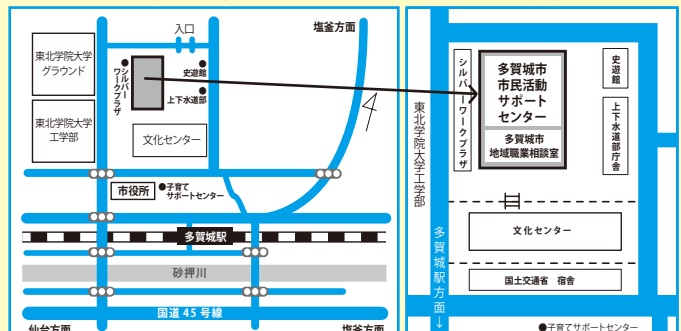 入口
塩釜方面
東北学院大学
グラウンド
シルバー
ワークプラザ
●史遊館
●上下水道部
東北学院大学
工学部
文化センター
市役所
●子育て
サポートセンター
多賀城駅
砂押川
国道45号線
仙台方面
塩釜方面
シルバーワークプラザ
多賀城市
市民活動
サポート
センター
多賀城市
地域職業相談室
史遊館
上下水道部庁舎
東北学院大学工学部
文化センター
多賀城駅方面↓
国土交通省 宿舎
●子育てサポートセンター